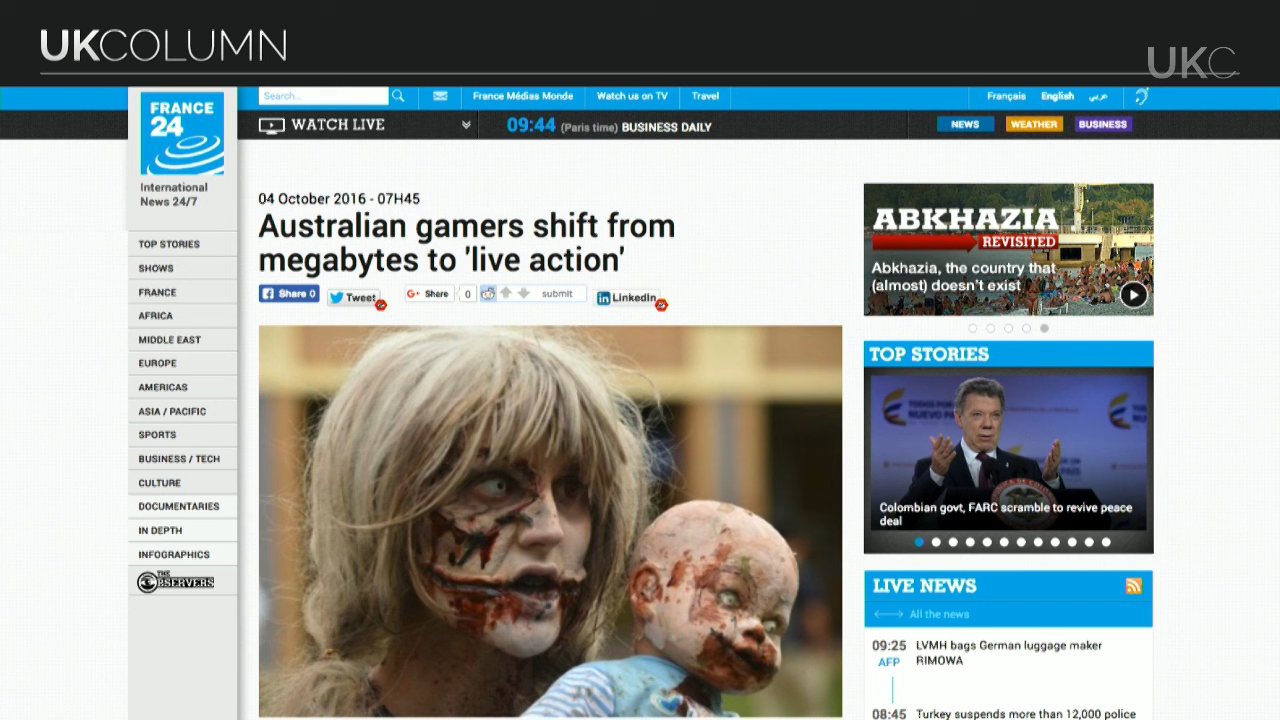 UKCOLUMN
UKC
FRANCE
24
International
News 24/7
Search...
France Médias Monde
Watch us on TV
Travel
Français
English
عربي
WATCH LIVE
09:44 (Paris time) BUSINESS DAILY
NEWS
WEATHER
BUSINESS
TOP STORIES
SHOWS
FRANCE
AFRICA
MIDDLE EAST
EUROPE
AMERICAS
ASIA / PACIFIC
SPORTS
BUSINESS / TECH
CULTURE
DOCUMENTARIES
IN DEPTH
INFOGRAPHICS
THE
OBSERVERS
04 October 2016 - 07H45
Australian gamers shift from
megabytes to 'live action'
Share 0
Tweet
G+ Share
0
submit
in LinkedIn
ABKHAZIA
REVISITED
Abkhazia, the country that
(almost) doesn't exist
TOP STORIES
Colombian govt, FARC scramble to revive peace
deal
LIVE NEWS
All the news
09:25
AFP
LVMH bags German luggage maker
RIMOWA
08:45
Turkey suspends more than 12,000 police